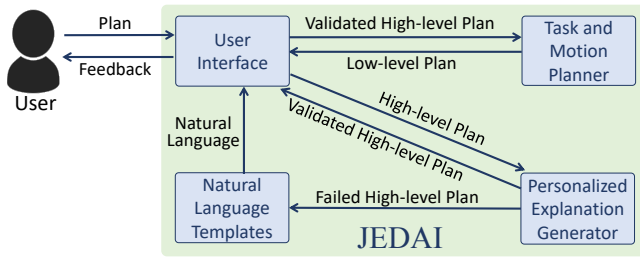 Plan
Feedback
User
User
Interface
Validated High-level Plan
Low-level Plan
Task and
Motion
Planner
High-level Plan
Validated High-level Plan
Natural
Language
Natural
Language
Templates
Failed High-level Plan
Personalized
Explanation
Generator
JEDAI